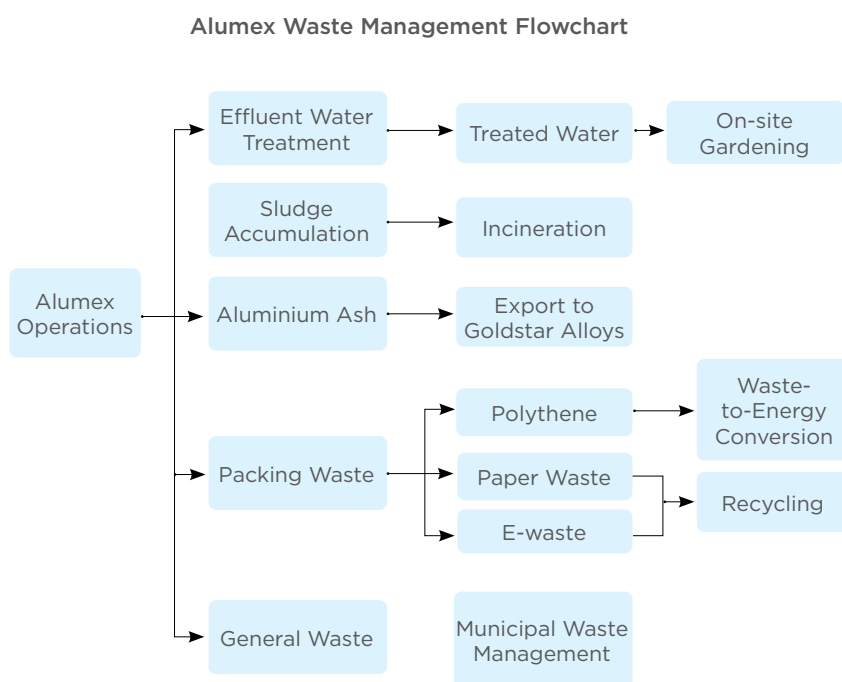 Alumex Waste Management Flowchart
Effluent Water
Treatment
Treated Water
On-site
Gardening
Sludge
Accumulation
Incineration
Alumex
Operations
Aluminium Ash
Export to
Goldstar Alloys
Packing Waste
Polythene
Waste-
to-Energy
Conversion
Paper Waste
E-waste
Recycling
General Waste
Municipal Waste
Management